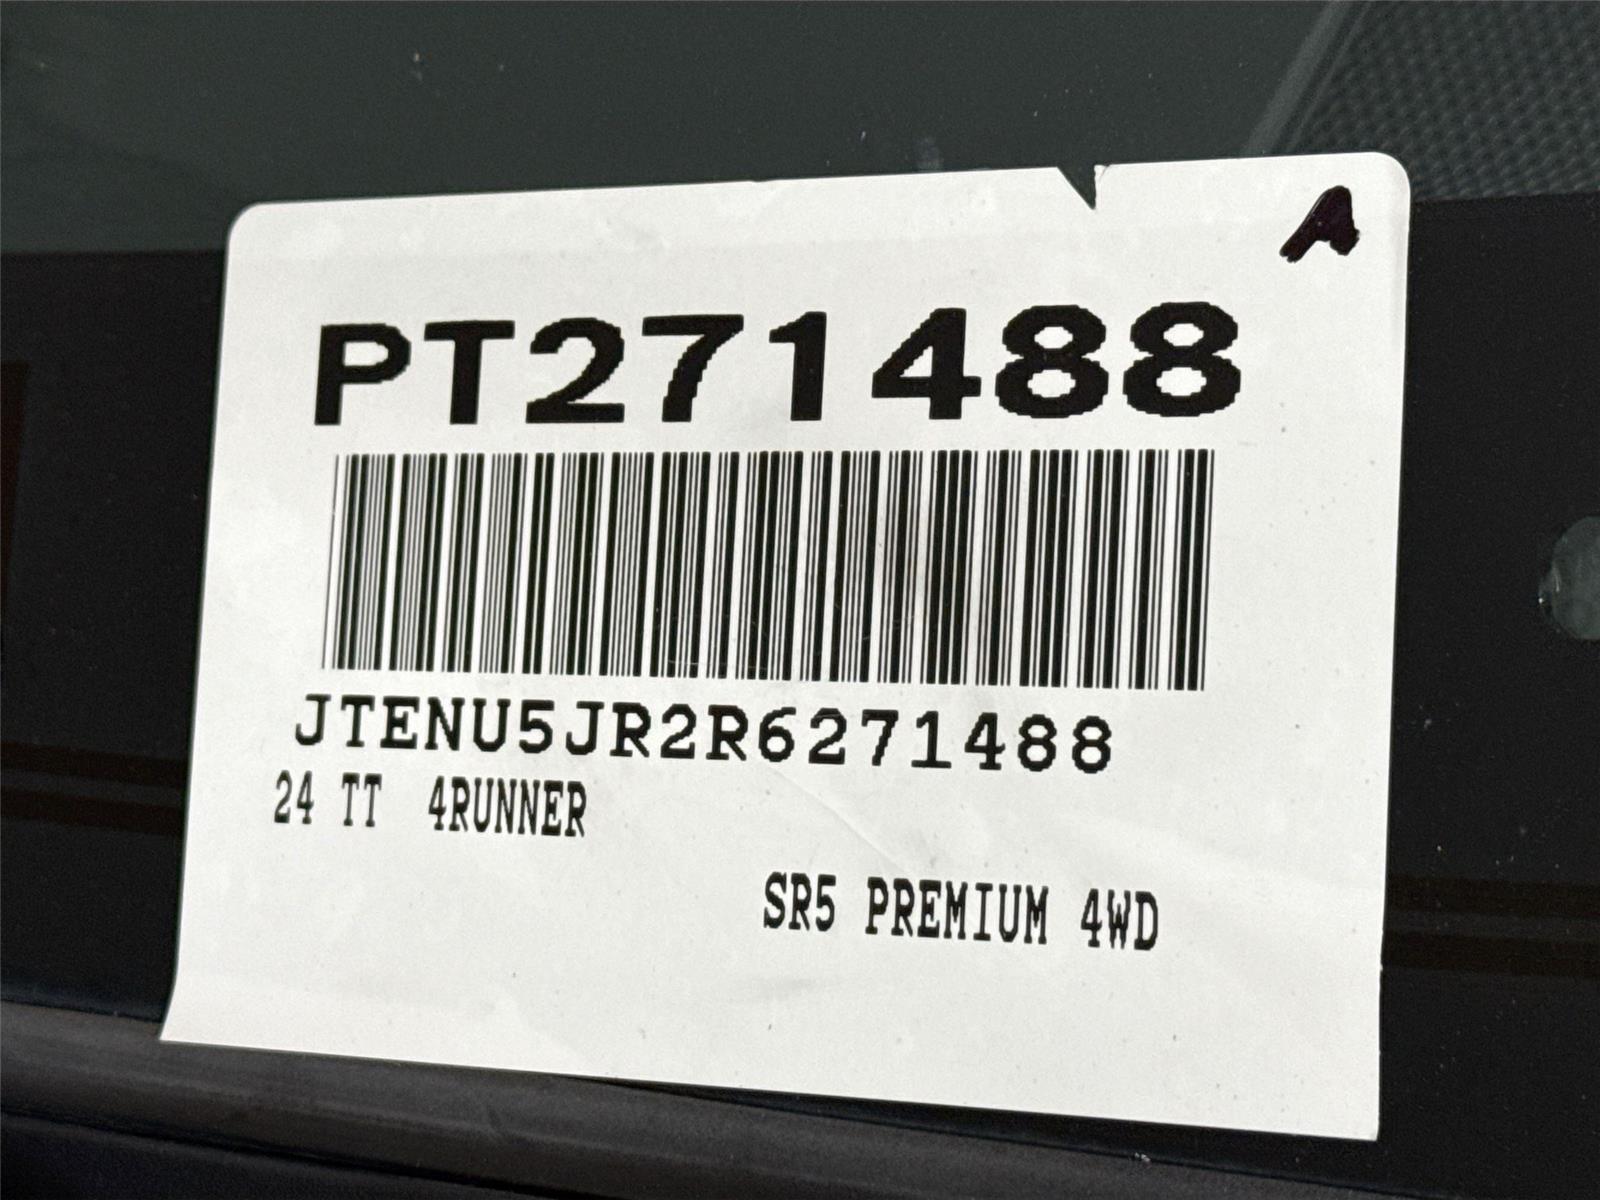 A
PT271488
JTENU5JR2R6271488
24 TT 4RUNNER
SR5 PREMIUM 4WD